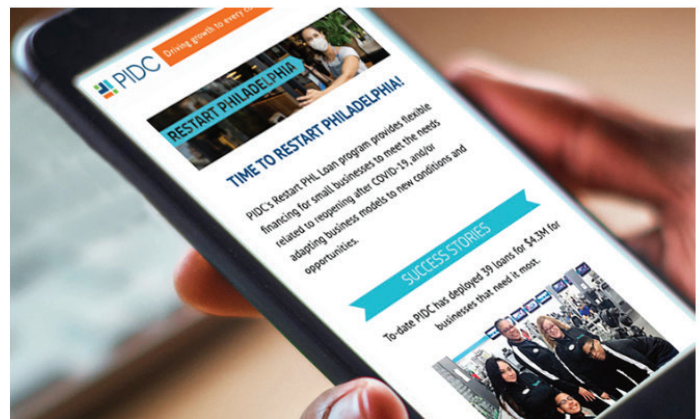 PIDC
Driving growth to every
RESTART PHILADELPHIA
TIME TO RESTART PHILADELPHIA!
PIDC's Restart PHL Loan program provides flexible
financing for small businesses to meet the needs
related to reopening after COVID-19, and/or
adapting business models to new conditions and
opportunities.
SUCCESS STORIES
To-date PIDC has deployed 39 loans for $4.3M for
businesses that need it most.